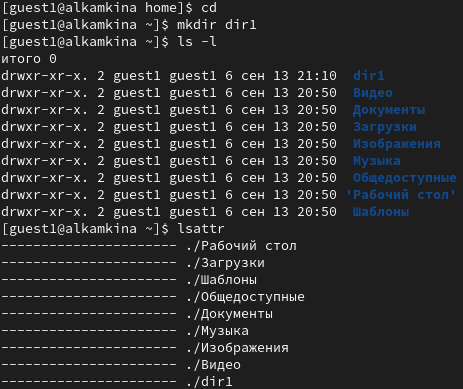 [guest1@alkamkina home]$ cd
[guest1@alkamkina ~]$ mkdir dir1
[guest1@alkamkina ~]$ ls -l
итого 0
drwxr-xr-x. 2 guest1 guest1 6 сен 13 21:10  dir1
drwxr-xr-x. 2 guest1 guest1 6 сен 13 20:50  Видео
drwxr-xr-x. 2 guest1 guest1 6 сен 13 20:50  Документы
drwxr-xr-x. 2 guest1 guest1 6 сен 13 20:50  Загрузки
drwxr-xr-x. 2 guest1 guest1 6 сен 13 20:50  Изображения
drwxr-xr-x. 2 guest1 guest1 6 сен 13 20:50  Музыка
drwxr-xr-x. 2 guest1 guest1 6 сен 13 20:50  Общедоступные
drwxr-xr-x. 2 guest1 guest1 6 сен 13 20:50 'Рабочий стол'
drwxr-xr-x. 2 guest1 guest1 6 сен 13 20:50  Шаблоны
[guest1@alkamkina ~]$ lsattr
---------------------- ./Рабочий стол
---------------------- ./Загрузки
---------------------- ./Шаблоны
---------------------- ./Общедоступные
---------------------- ./Документы
---------------------- ./Музыка
---------------------- ./Изображения
---------------------- ./Видео
---------------------- ./dir1